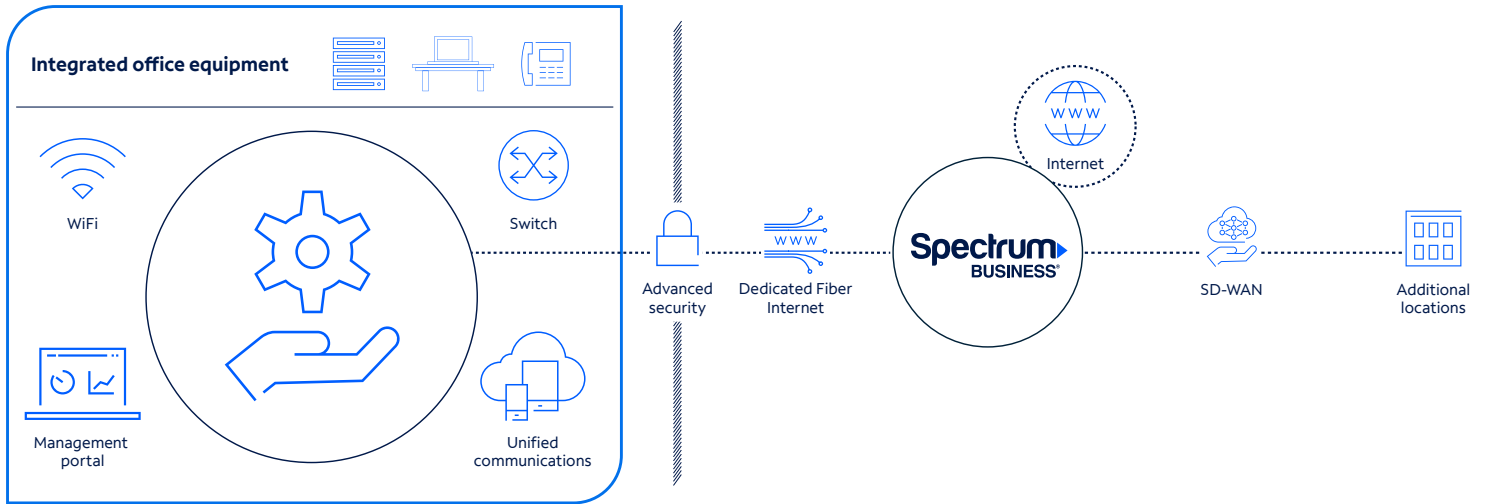 Integrated office equipment
WiFi
Switch
Management
portal
Unified
communications
Advanced
security
WWW
Dedicated Fiber
Internet
Spectrum
BUSINESS®
WWW
Internet
SD-WAN
Additional
locations